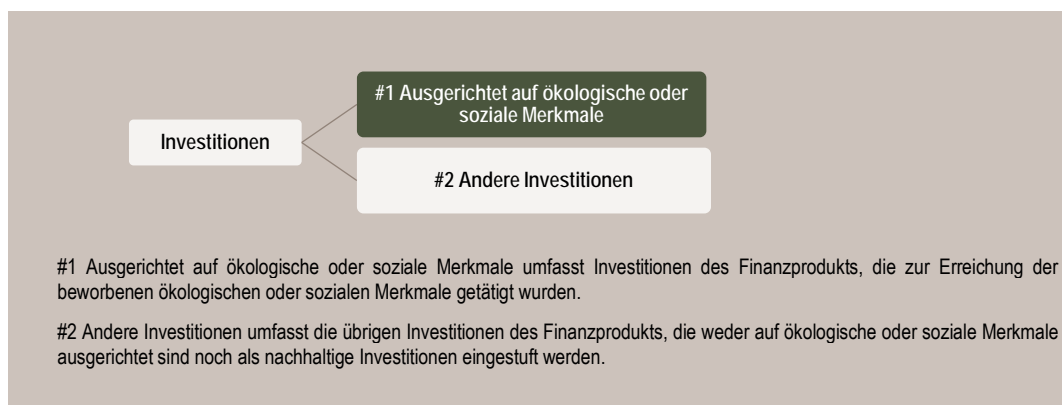 #1 Ausgerichtet auf ökologische oder
soziale Merkmale
Investitionen
#2 Andere Investitionen
#1 Ausgerichtet auf ökologische oder soziale Merkmale umfasst Investitionen des Finanzprodukts, die zur Erreichung der
beworbenen ökologischen oder sozialen Merkmale getätigt wurden.
#2 Andere Investitionen umfasst die übrigen Investitionen des Finanzprodukts, die weder auf ökologische oder soziale Merkmale
ausgerichtet sind noch als nachhaltige Investitionen eingestuft werden.